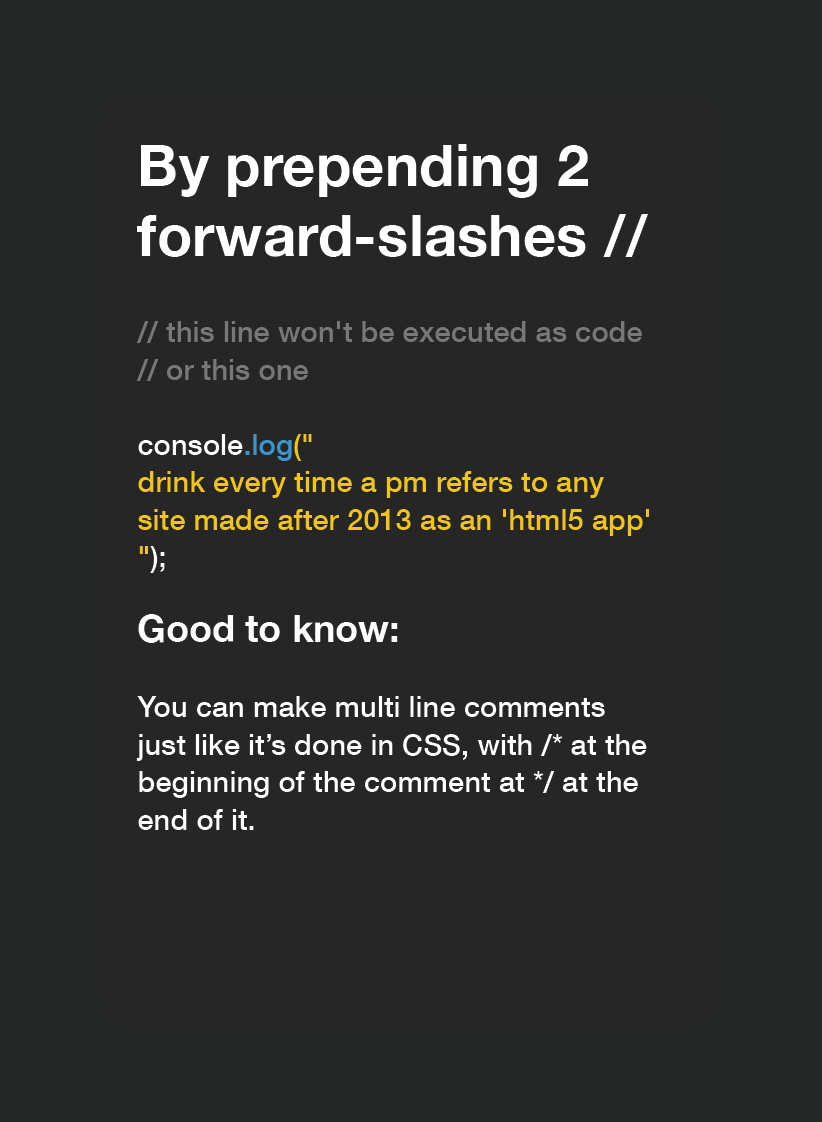 By prepending 2
forward-slashes //
// this line won't be executed as code
// or this one
console.log("
drink every time a pm refers to any
site made after 2013 as an 'html5 app'
");
Good to know:
You can make multi line comments
just like it’s done in CSS, with /* at the
beginning of the comment at */ at the
end of it.